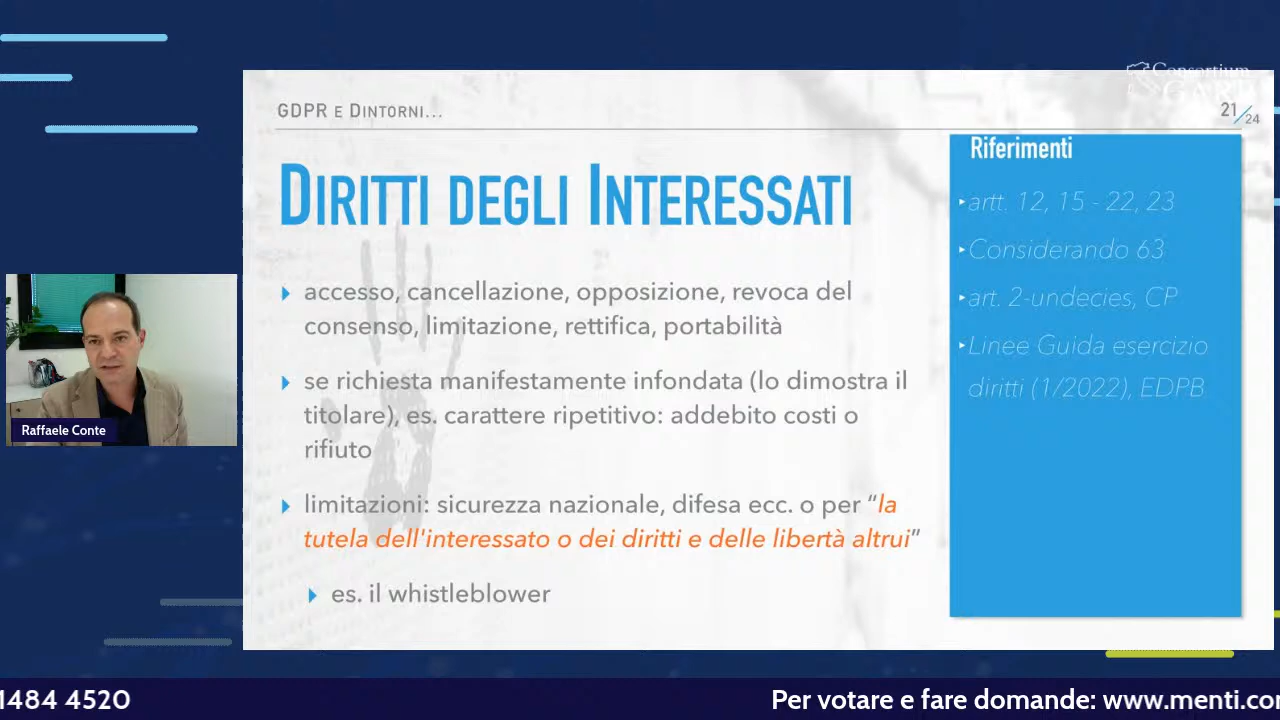 Consortium
GARR
GDPR E DINTORNI...
21/24
DIRITTI DEGLI INTERESSATI
accesso, cancellazione, opposizione, revoca del
consenso, limitazione, rettifica, portabilità
se richiesta manifestamente infondata (lo dimostra il
titolare), es. carattere ripetitivo: addebito costi o
rifiuto
limitazioni: sicurezza nazionale, difesa ecc. o per “la
tutela dell'interessato o dei diritti e delle libertà altrui”
es. il whistleblower
Riferimenti
artt. 12, 15 - 22, 23
Considerando 63
art. 2-undecies, CP
Linee Guida esercizio
diritti (1/2022), EDPB
Raffaele Conte
1484 4520
Per votare e fare domande: www.menti.co